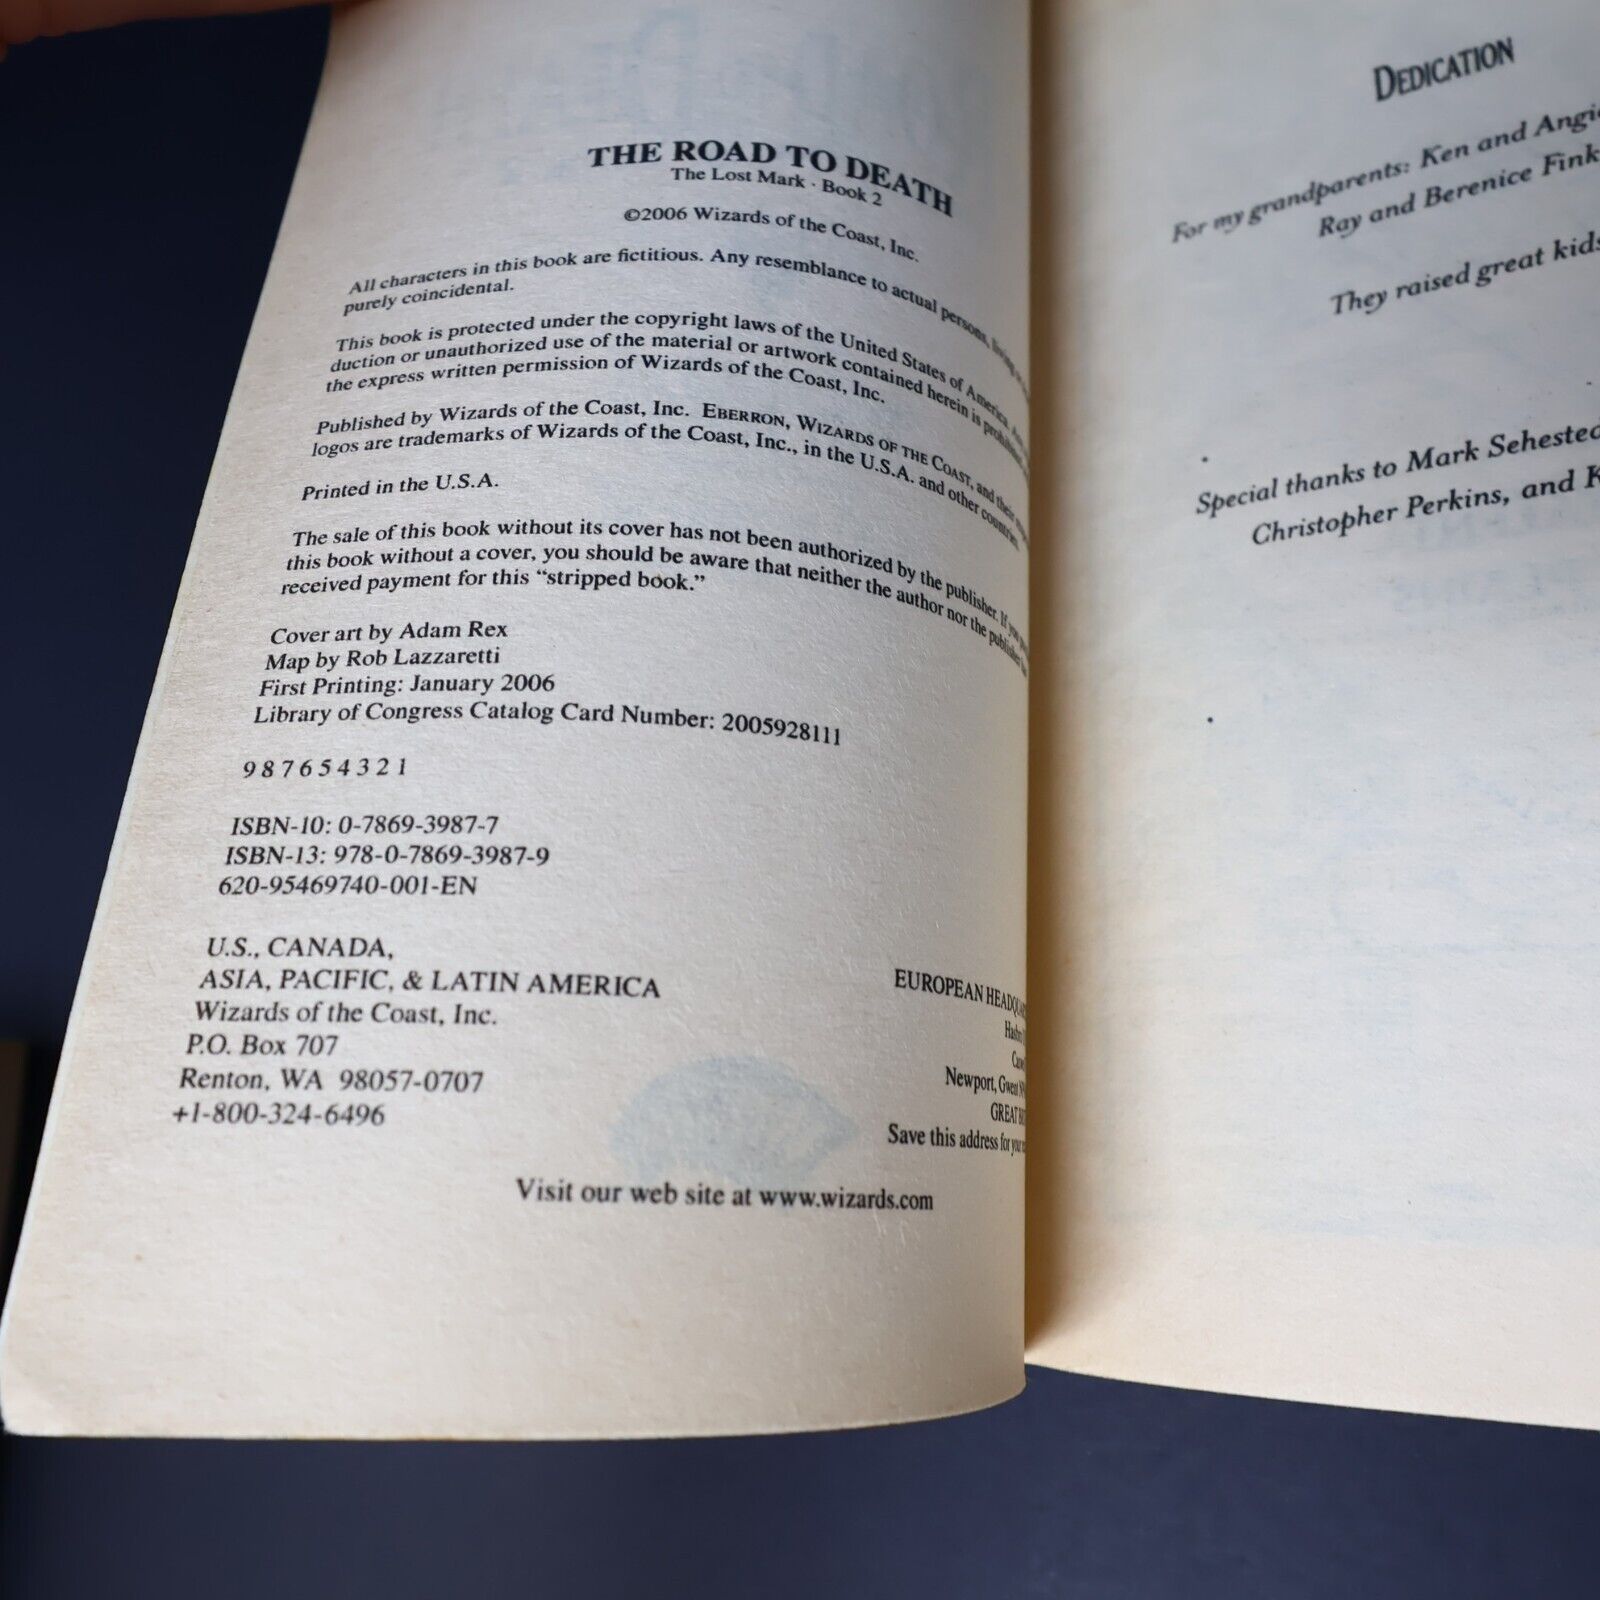 THE ROAD TO DEATH
The Lost Mark · Book 2
©2006 Wizards of the Coast, Inc.
All characters in this book are fictitious. Any resemblance to actual persons, living
purely coincidental.
This book is protected under the copyright laws of the United States of America.
duction or unauthorized use of the material or artwork contained herein is prohibited
the express written permission of Wizards of the Coast, Inc.
Published by Wizards of the Coast, Inc. EBERRON, WIZARDS OF THE COAST, and their
logos are trademarks of Wizards of the Coast, Inc., in the U.S.A. and other countries.
Printed in the U.S.A.
The sale of this book without its cover has not been authorized by the publisher. If you
this book without a cover, you should be aware that neither the author nor the publisher
received payment for this “stripped book.”
Cover art by Adam Rex
Map by Rob Lazzaretti
First Printing: January 2006
Library of Congress Catalog Card Number: 2005928111
9 8 7 6 5 4 3 2 1
ISBN-10: 0-7869-3987-7
ISBN-13: 978-0-7869-3987-9
620-95469740-001-EN
U.S., CANADA,
ASIA, PACIFIC, & LATIN AMERICA
Wizards of the Coast, Inc.
P.O. Box 707
Renton, WA 98057-0707
+1-800-324-6496
EUROPEAN
Newport, Gwent
GREAT
Save this address for your
Visit our web site at www.wizards.com
DEDICATION
For my grandparents: Ken and Angie
Ray and Berenice Fink
They raised great kids
Special thanks to Mark Sehested
Christopher Perkins, and K